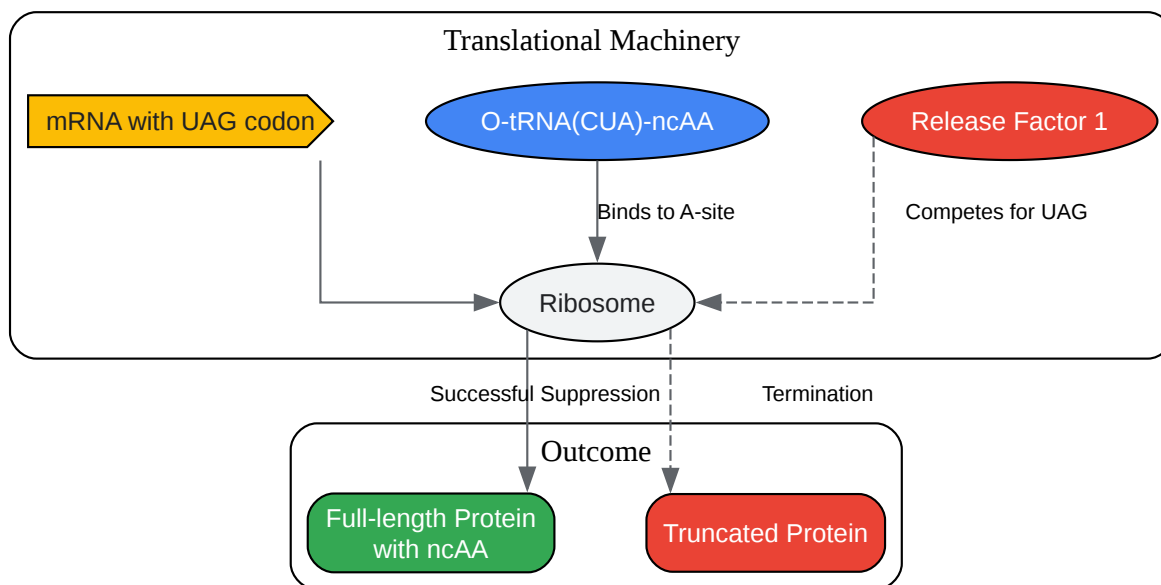 Translational Machinery
mRNA with UAG codon
O-tRNA(CUA)-ncAA
Release Factor 1
Binds to A-site
Competes for UAG
Ribosome
Successful Suppression
Termination
Outcome
Full-length Protein
with ncAA
Truncated Protein